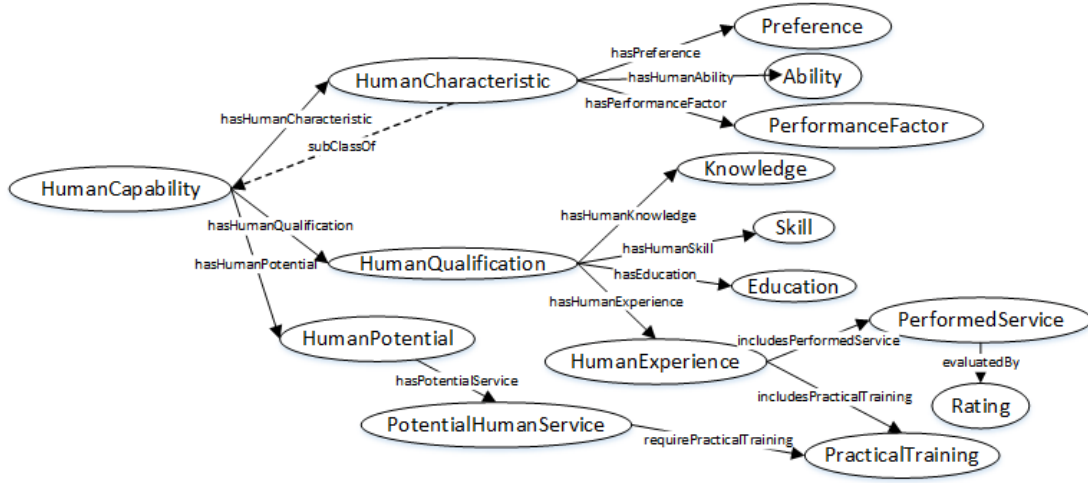 Preference
hasPreference
HumanCharacteristic
hasHumanAbility
Ability
hasPerformanceFactor
PerformanceFactor
hasHumanCharacteristic
subClassOf
Knowledge
HumanCapability
hasHumanKnowledge
hasHumanQualification
Skill
hasHumanSkill
hasHumanPotential
HumanQualification
hasEducation
Education
hasHumanExperience
PerformedService
HumanPotential
includesPerformedService
HumanExperience
evaluatedBy
hasPotentialService
includesPracticalTraining
Rating
PotentialHumanService
requirePracticalTraining
PracticalTraining